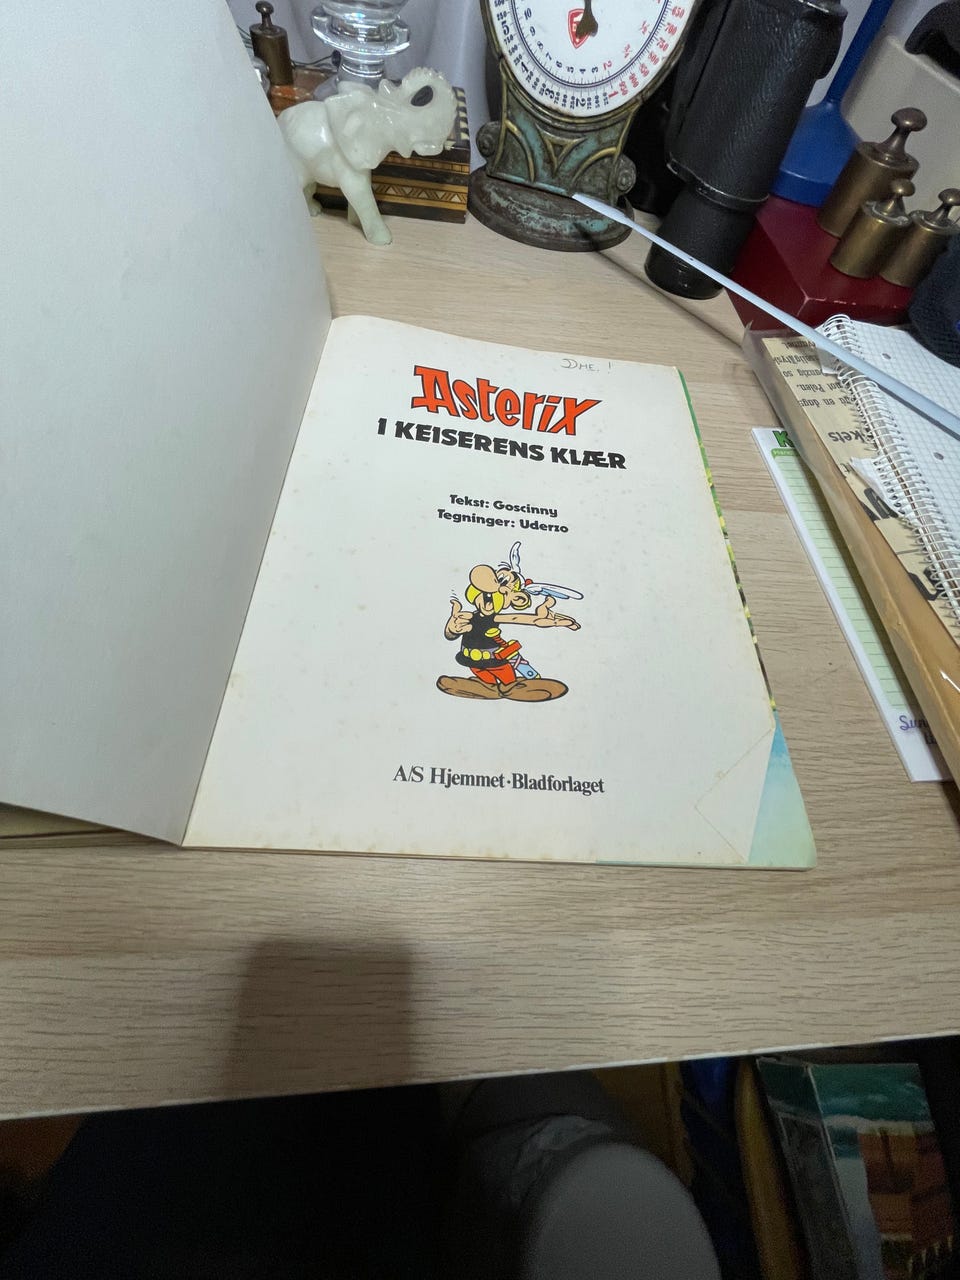 Asterix
I KEISERENS KLÆR
Tekst: Goscinny
Tegninger: Uderzo
A/S Hjemmet·Bladforlaget